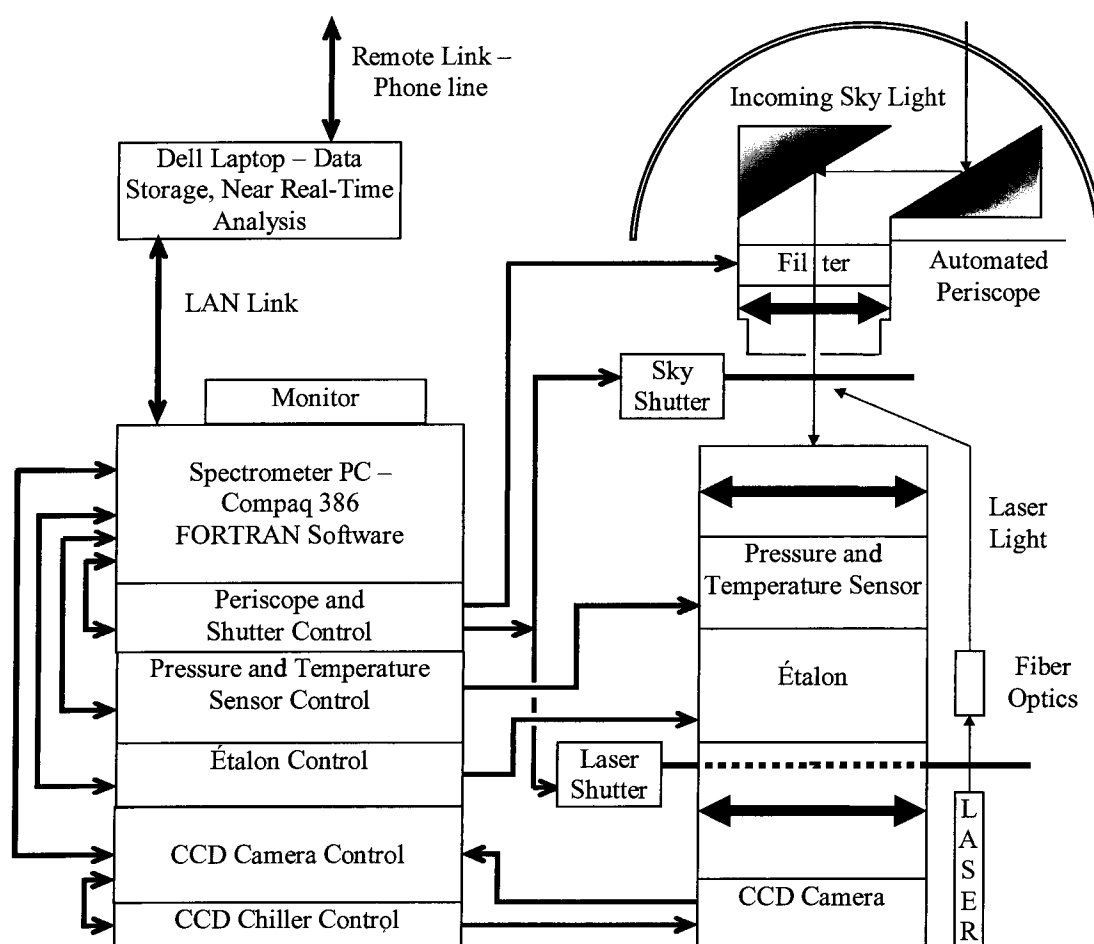 Remote Link –
Phone line
Dell Laptop – Data
Storage, Near Real-Time
Analysis
LAN Link
Monitor
Spectrometer PC –
Compaq 386
FORTRAN Software
Periscope and
Shutter Control
Pressure and Temperature
Sensor Control
Étalon Control
CCD Camera Control
CCD Chiller Control
Incoming Sky Light
Filter
Automated
Periscope
Sky
Shutter
Laser
Light
Pressure and
Temperature Sensor
Étalon
Fiber
Optics
Laser
Shutter
CCD Camera
LASER